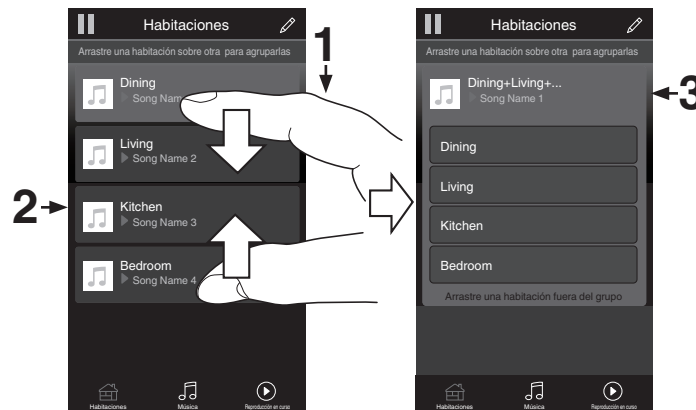 Habitaciones
Arrastre una habitación sobre otra para agruparlas
Dining
Song Na
Living
Song Name 2
Kitchen
Song Name 3
Bedroom
Song Name 4
Habitaciones
Música
Reproducción en curso
1
2
Habitaciones
Arrastre una habitación sobre otra para agruparlas
Dining+Living+...
Song Name 1
Dining
Living
Kitchen
Bedroom
Arrastre una habitación fuera del grupo
Habitaciones
Música
Reproducción en curso
3